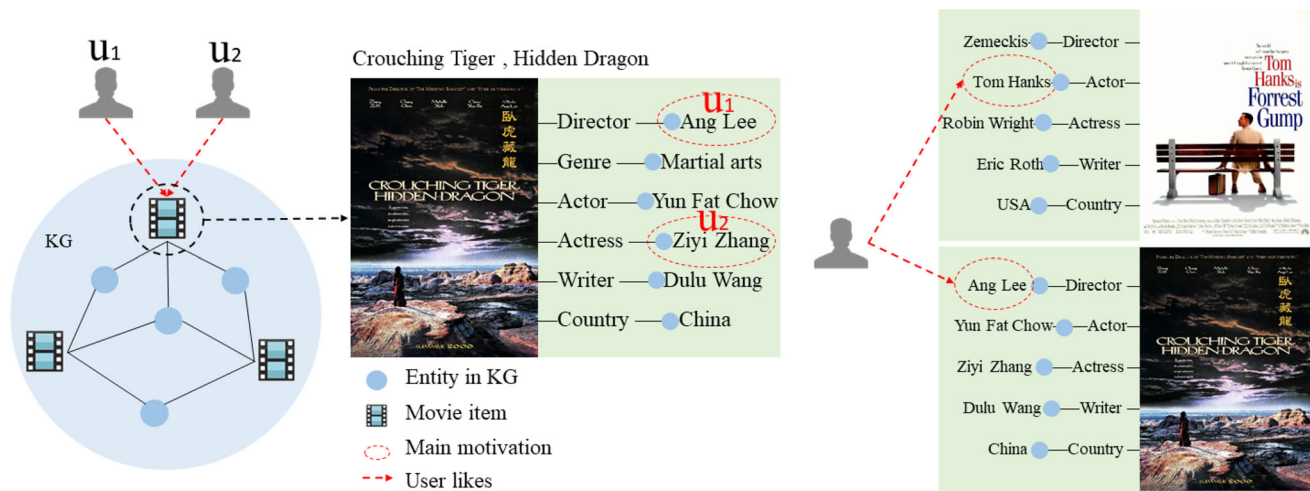 u1
u2
KG
Crouching Tiger , Hidden Dragon
臥虎藏龍
CROUCHING TIGER,
HIDDEN DRAGON
SUMMER 2000
Director
u1
Ang Lee
Genre
Martial arts
Actor
Yun Fat Chow
u2
Actress
Ziyi Zhang
Writer
Dulu Wang
Country
China
Entity in KG
Movie item
Main motivation
User likes
Zemeckis
Director
Tom Hanks
Actor
Robin Wright
Actress
Eric Roth
Writer
USA
Country
Tom
Hanks is
Forrest
Gump
Ang Lee
Director
Yun Fat Chow
Actor
Ziyi Zhang
Actress
Dulu Wang
Writer
China
Country
臥虎藏龍
CROUCHING TIGER,
HIDDEN DRAGON